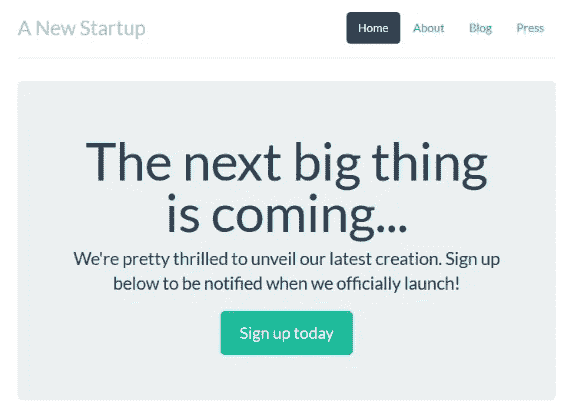 A New Startup
Home About Blog Press
The next big thing
is coming...
We're pretty thrilled to unveil our latest creation. Sign up
below to be notified when we officially launch!
Sign up today